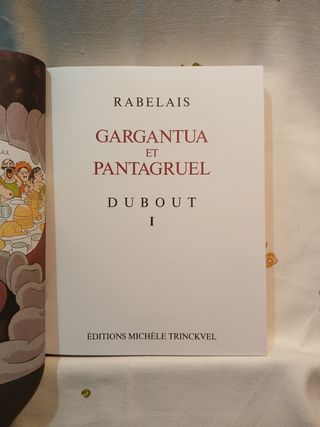 RABELAIS
GARGANTUA
ET
PANTAGRUEL
DUBOUT
I
ÉDITIONS MICHÈLE TRINCKVEL